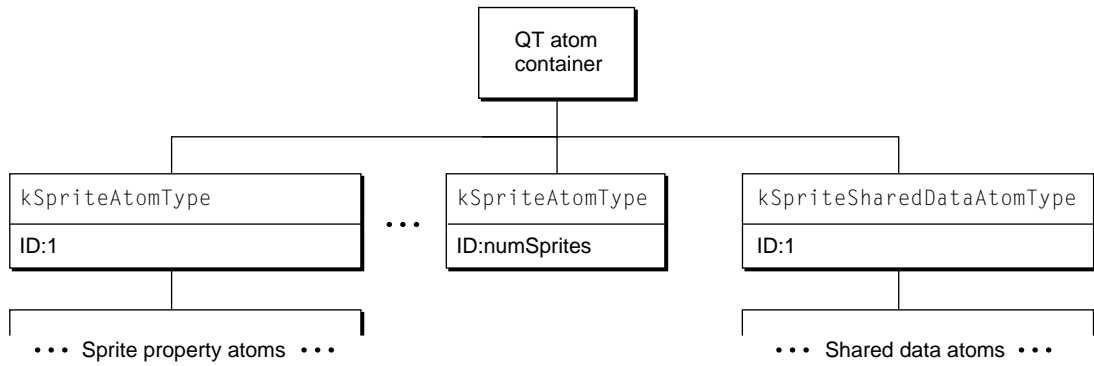 QT atom
container
kSpriteAtomType
ID:1
• • •
kSpriteAtomType
ID:numSprites
kSpriteSharedDataAtomType
ID:1
• • • Sprite property atoms • • •
• • • Shared data atoms • • •